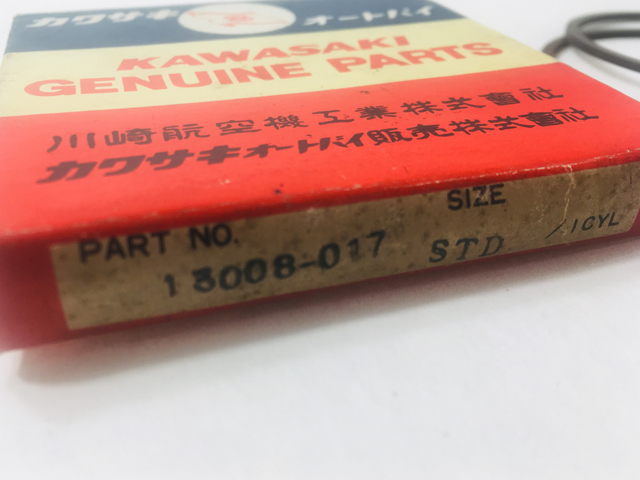 カワサキ オートバイ
KAWASAKI
GENUINE PARTS
川崎航空機工業株式會社
カワサキオートバイ販売株式會社
PART NO. SIZE
13008-017 STD /1CYL